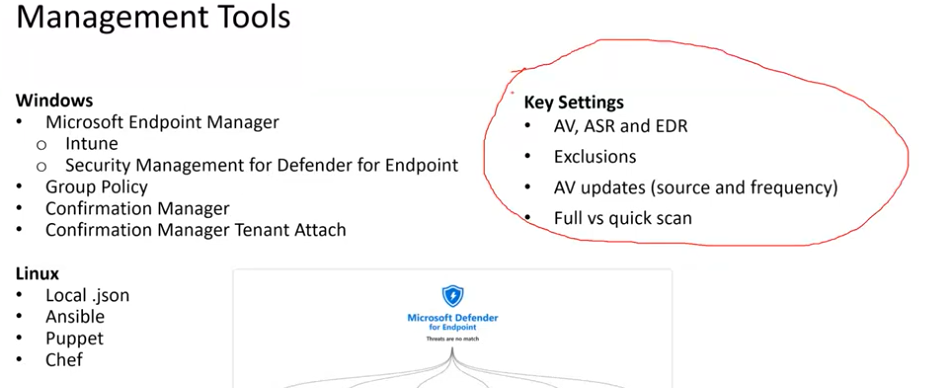 Management Tools
Windows
• Microsoft Endpoint Manager
o Intune
o Security Management for Defender for Endpoint
• Group Policy
• Confirmation Manager
• Confirmation Manager Tenant Attach
Linux
• Local .json
• Ansible
• Puppet
• Chef
Key Settings
• AV, ASR and EDR
• Exclusions
• AV updates (source and frequency)
• Full vs quick scan
Microsoft Defender
for Endpoint
Threats are no match